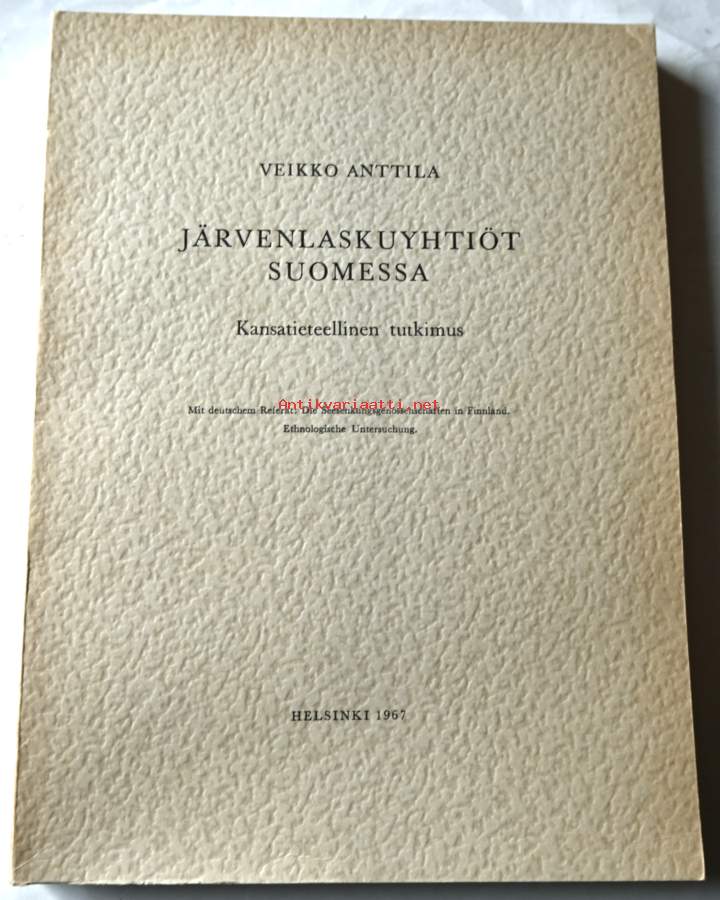 VEIKKO ANTTILA
JÄRVENLASKUYHTIÖT
SUOMESSA
Kansatieteellinen tutkimus
Antikvariaatti.net
Mit deutschem Referat: Die Seesenkungsgenossenschaften in Finnland.
Ethnologische Untersuchung.
HELSINKI 1967